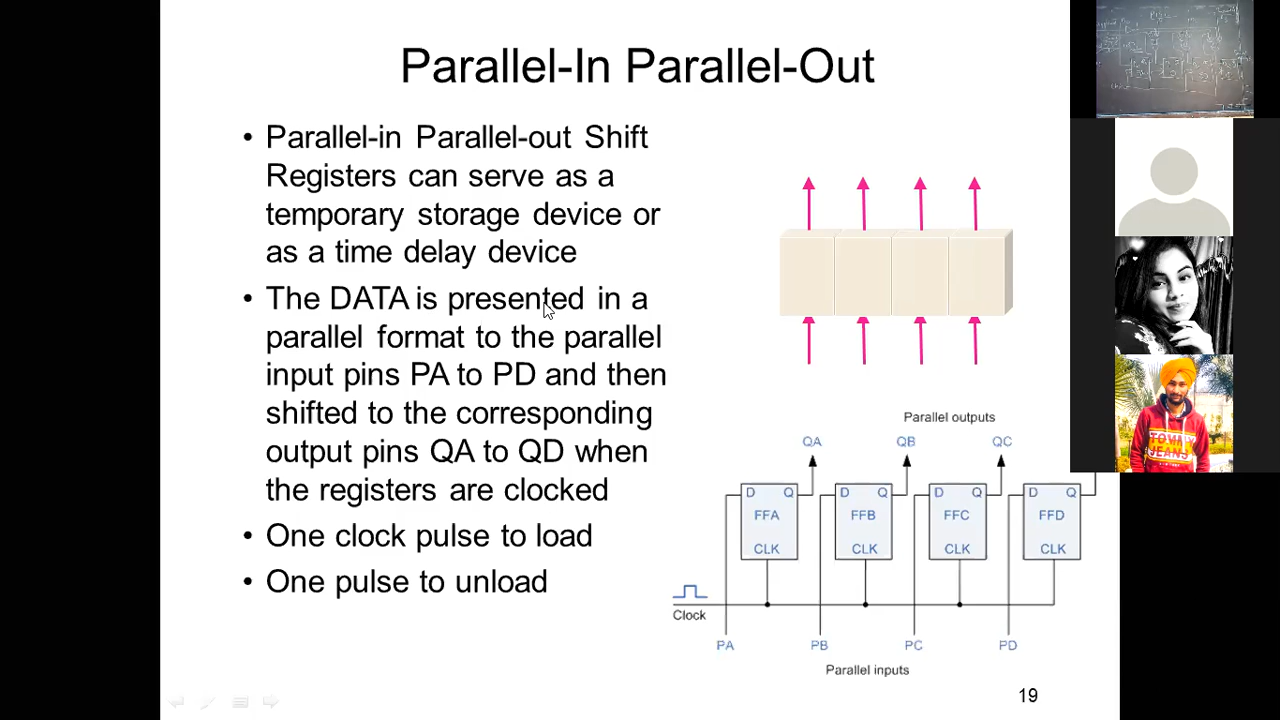 Parallel-In Parallel-Out
• Parallel-in Parallel-out Shift
Registers can serve as a
temporary storage device or
as a time delay device
• The DATA is presented in a
parallel format to the parallel
input pins PA to PD and then
shifted to the corresponding
output pins QA to QD when
the registers are clocked
• One clock pulse to load
• One pulse to unload
Parallel outputs
QA QB QC
D Q D Q D Q D Q
FFA FFB FFC FFD
CLK CLK CLK CLK
Clock
PA PB PC PD
Parallel inputs
19
TOMMY
JEANS